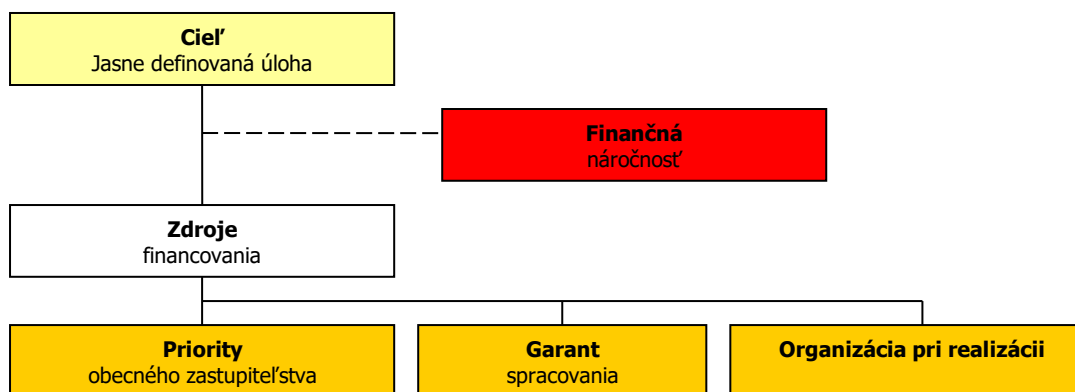 Cieľ
Jasne definovaná úloha
Finančná
náročnosť
Zdroje
financovania
Priority
obecného zastupiteľstva
Garant
spracovania
Organizácia pri realizácii